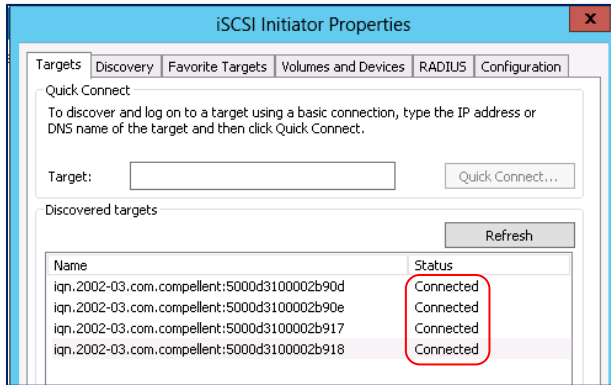 iSCSI Initiator Properties
x
Targets Discovery Favorite Targets Volumes and Devices RADIUS Configuration
Quick Connect
To discover and log on to a target using a basic connection, type the IP address or
DNS name of the target and then click Quick Connect.
Target: Quick Connect...
Discovered targets
Refresh
Name Status
iqn.2002-03.com.compellent:5000d3100002b90d Connected
iqn.2002-03.com.compellent:5000d3100002b90e Connected
iqn.2002-03.com.compellent:5000d3100002b917 Connected
iqn.2002-03.com.compellent:5000d3100002b918 Connected